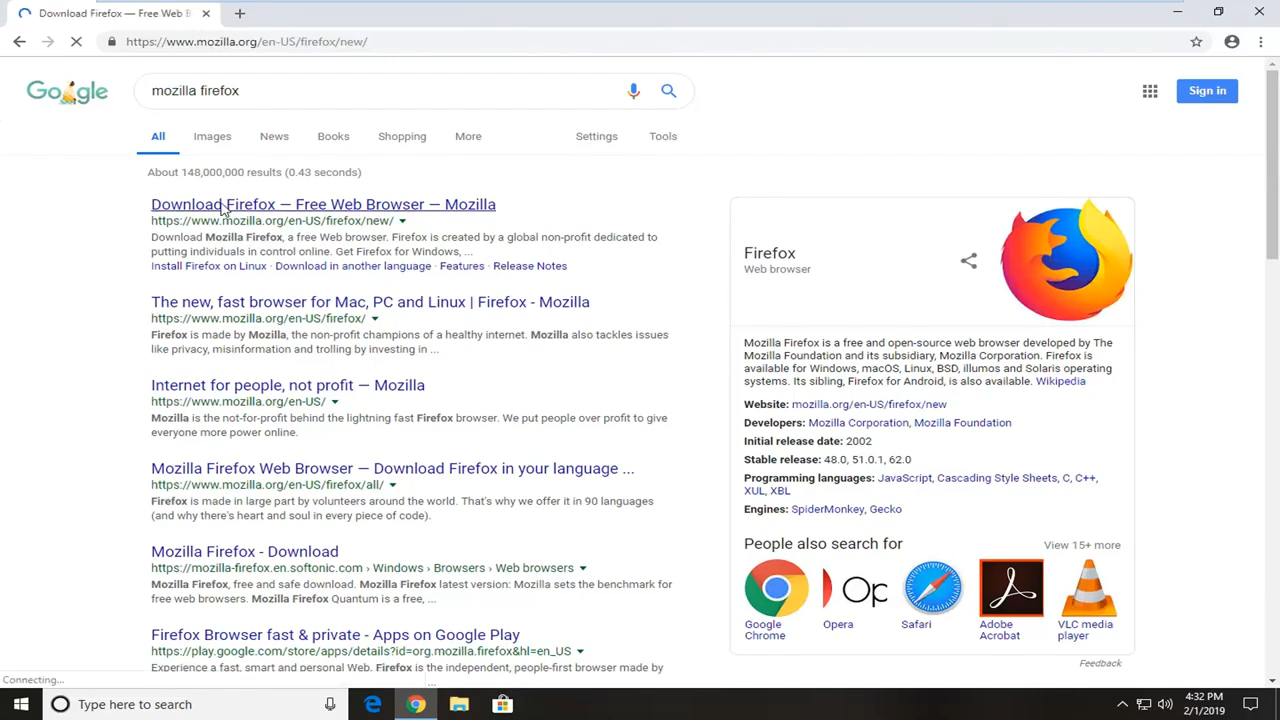 Download Firefox — Free Web B
https://www.mozilla.org/en-US/firefox/new/
Google
mozilla firefox
Sign in
All Images News Books Shopping More Settings Tools
About 148,000,000 results (0.43 seconds)
Download Firefox — Free Web Browser — Mozilla
https://www.mozilla.org/en-US/firefox/new/
Download Mozilla Firefox, a free Web browser. Firefox is created by a global non-profit dedicated to
putting individuals in control online. Get Firefox for Windows, ...
Install Firefox on Linux · Download in another language · Features · Release Notes
The new, fast browser for Mac, PC and Linux | Firefox - Mozilla
https://www.mozilla.org/en-US/firefox/
Firefox is made by Mozilla, the non-profit champions of a healthy internet. Mozilla also tackles issues
like privacy, misinformation and trolling by investing in ...
Internet for people, not profit — Mozilla
https://www.mozilla.org/en-US/
Mozilla is the not-for-profit behind the lightning fast Firefox browser. We put people over profit to give
everyone more power online.
Mozilla Firefox Web Browser — Download Firefox in your language ...
https://www.mozilla.org/en-US/firefox/all/
Firefox is made in large part by volunteers around the world. That's why we offer it in 90 languages
(and why there's heart and soul in every piece of code).
Mozilla Firefox - Download
https://mozilla-firefox.en.softonic.com › Windows › Browsers › Web browsers
Mozilla Firefox, free and safe download. Mozilla Firefox latest version: Mozilla sets the benchmark for
free web browsers. Mozilla Firefox Quantum is a free, ...
Firefox Browser fast & private - Apps on Google Play
https://play.google.com/store/apps/details?id=org.mozilla.firefox&hl=en_US
Experience a fast, smart and personal Web. Firefox is the independent, people-first browser made by
...
Firefox
Web browser
Mozilla Firefox is a free and open-source web browser developed by The
Mozilla Foundation and its subsidiary, Mozilla Corporation. Firefox is
available for Windows, macOS, Linux, BSD, illumos and Solaris operating
systems. Its sibling, Firefox for Android, is also available. Wikipedia
Website: mozilla.org/en-US/firefox/new
Developers: Mozilla Corporation, Mozilla Foundation
Initial release date: 2002
Stable release: 48.0, 51.0.1, 62.0
Programming languages: JavaScript, Cascading Style Sheets, C, C++,
XUL, XBL
Engines: SpiderMonkey, Gecko
People also search for View 15+ more
Op
Google
Chrome
Opera
Safari
Adobe
Acrobat
VLC media
player
Feedback
Connecting...
Type here to search
4:32 PM
2/1/2019